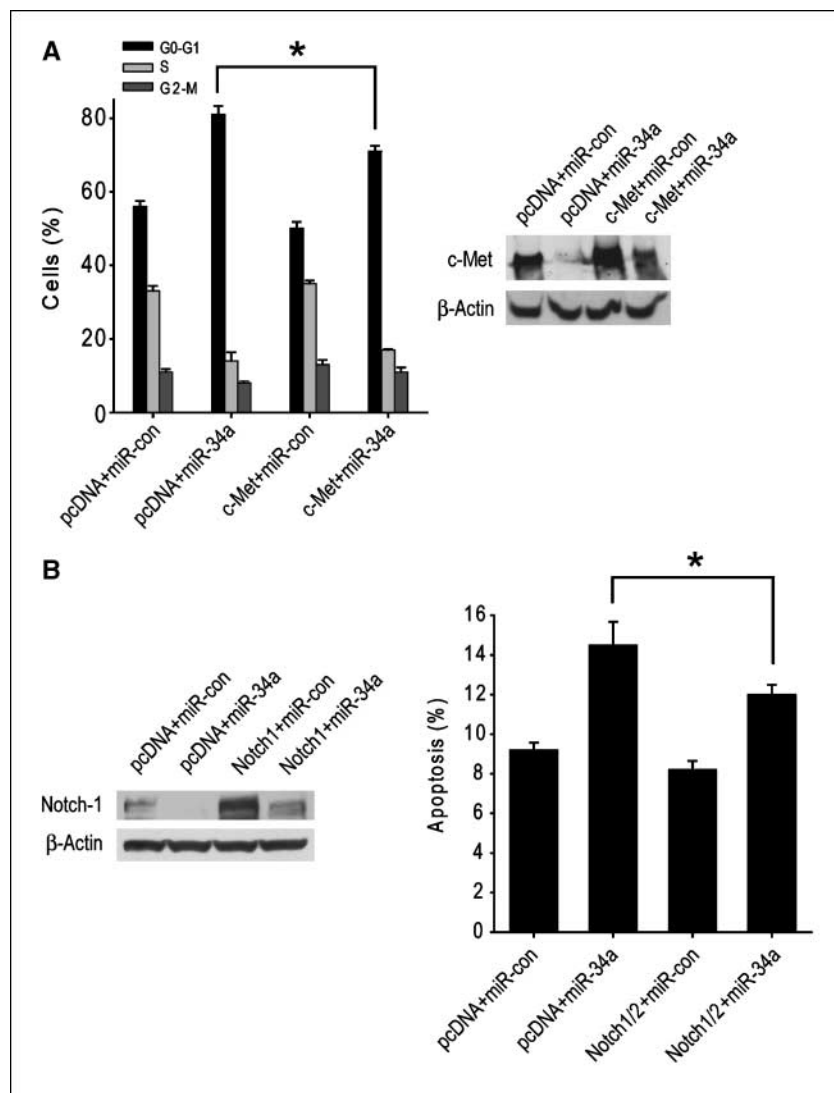 A
G0-G1
S
G2-M
*
80
60
40
20
0
Cells (%)
pcDNA+miR-con
pcDNA+miR-34a
c-Met+miR-con
c-Met+miR-34a
pcDNA+miR-con
pcDNA+miR-34a
c-Met+miR-con
c-Met+miR-34a
c-Met
β-Actin
B
pcDNA+miR-con
pcDNA+miR-34a
Notch1+miR-con
Notch1+miR-34a
Notch-1
β-Actin
*
16
14
12
10
8
6
4
2
0
Apoptosis (%)
pcDNA+miR-con
pcDNA+miR-34a
Notch1/2+miR-con
Notch1/2+miR-34a